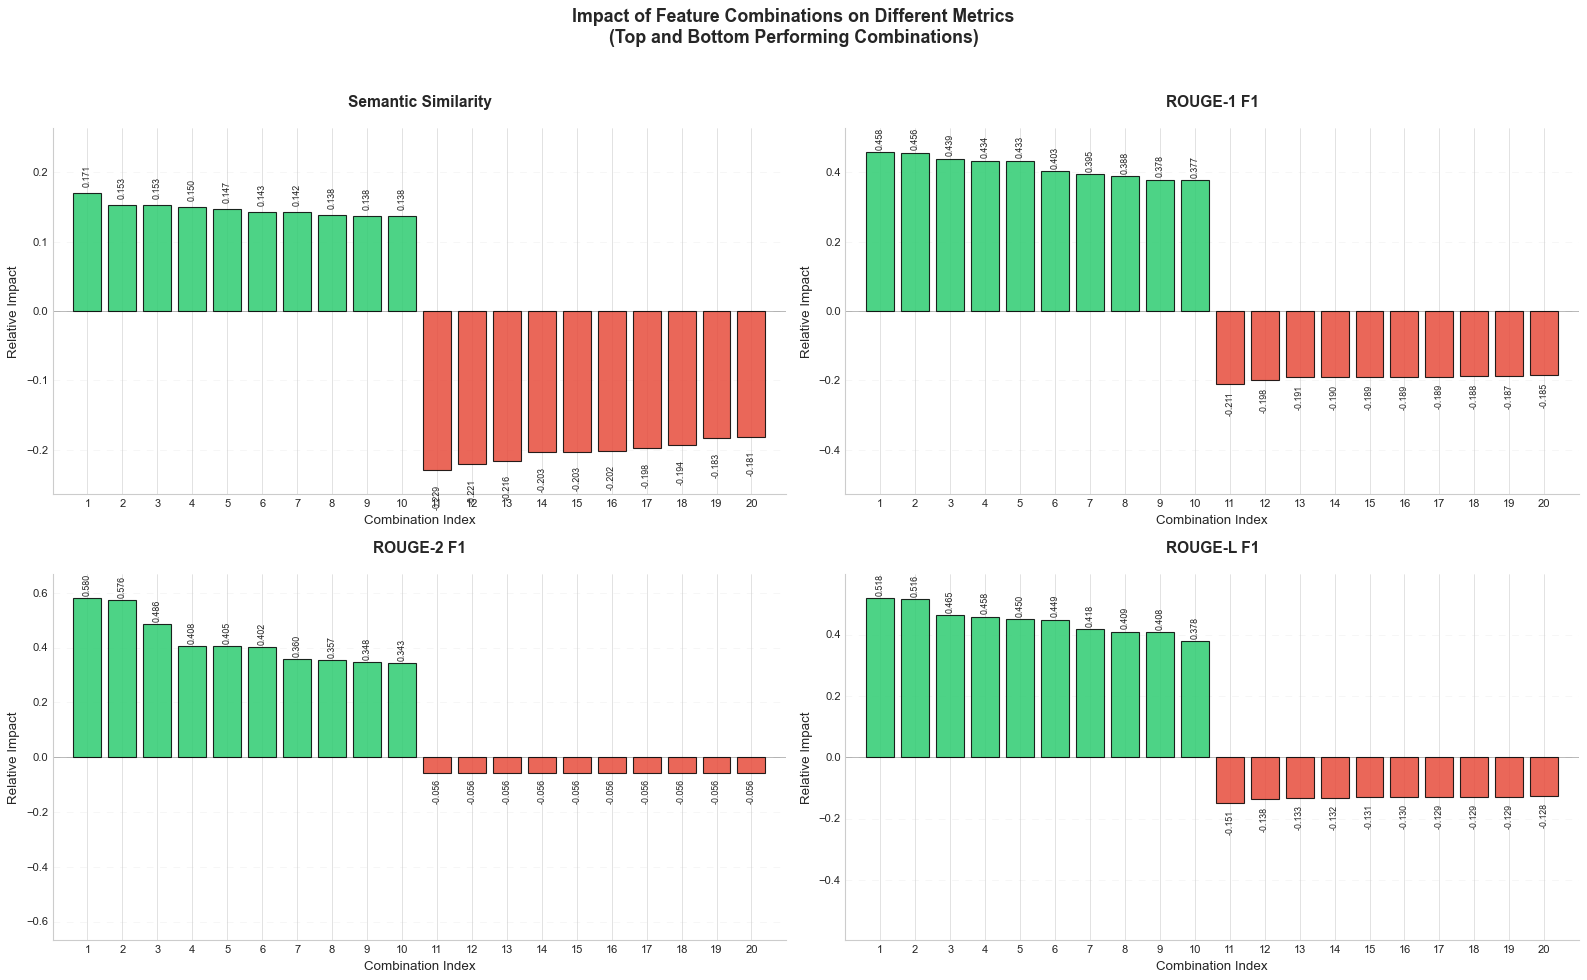 Impact of Feature Combinations on Different Metrics
(Top and Bottom Performing Combinations)
Semantic Similarity
Relative Impact
0.2
0.1
0.0
−0.1
−0.2
0.171 0.153 0.153 0.150 0.147 0.143 0.142 0.138 0.138 0.138
-0.229 -0.221 -0.216 -0.203 -0.203 -0.202 -0.198 -0.194 -0.183 -0.181
1 2 3 4 5 6 7 8 9 10 11 12 13 14 15 16 17 18 19 20
Combination Index
ROUGE-1 F1
Relative Impact
0.4
0.2
0.0
−0.2
−0.4
0.458 0.456 0.439 0.434 0.433 0.403 0.395 0.388 0.378 0.377
-0.211 -0.198 -0.191 -0.190 -0.189 -0.189 -0.189 -0.188 -0.187 -0.185
1 2 3 4 5 6 7 8 9 10 11 12 13 14 15 16 17 18 19 20
Combination Index
ROUGE-2 F1
Relative Impact
0.6
0.4
0.2
0.0
−0.2
−0.4
−0.6
0.580 0.576 0.486 0.408 0.405 0.402 0.360 0.357 0.348 0.343
-0.056 -0.056 -0.056 -0.056 -0.056 -0.056 -0.056 -0.056 -0.056 -0.056
1 2 3 4 5 6 7 8 9 10 11 12 13 14 15 16 17 18 19 20
Combination Index
ROUGE-L F1
Relative Impact
0.4
0.2
0.0
−0.2
−0.4
0.518 0.516 0.465 0.458 0.450 0.449 0.418 0.409 0.408 0.378
-0.151 -0.138 -0.133 -0.132 -0.131 -0.130 -0.129 -0.129 -0.129 -0.128
1 2 3 4 5 6 7 8 9 10 11 12 13 14 15 16 17 18 19 20
Combination Index